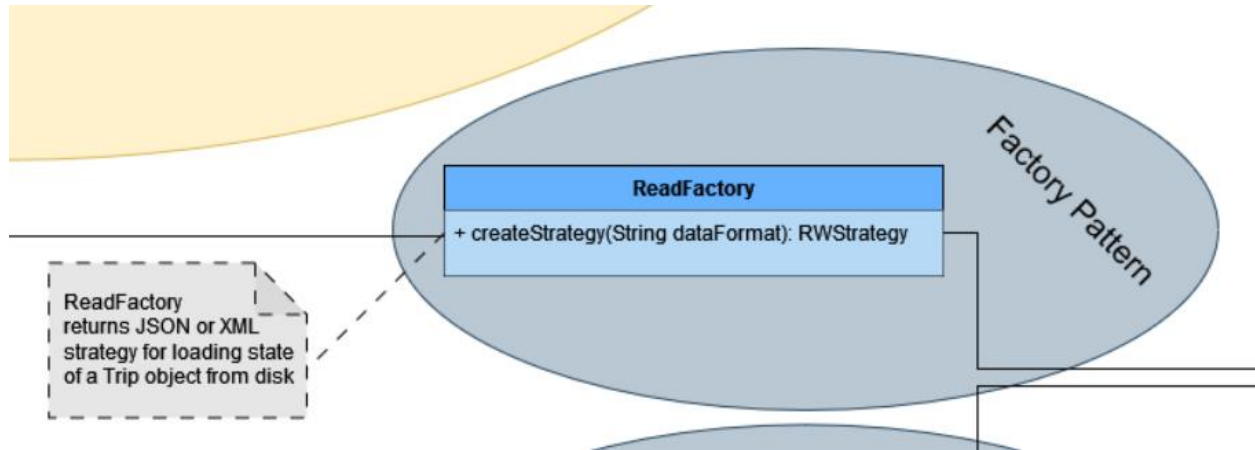 Factory Pattern
ReadFactory
+ createStrategy(String dataFormat): RWStrategy
ReadFactory
returns JSON or XML
strategy for loading state
of a Trip object from disk